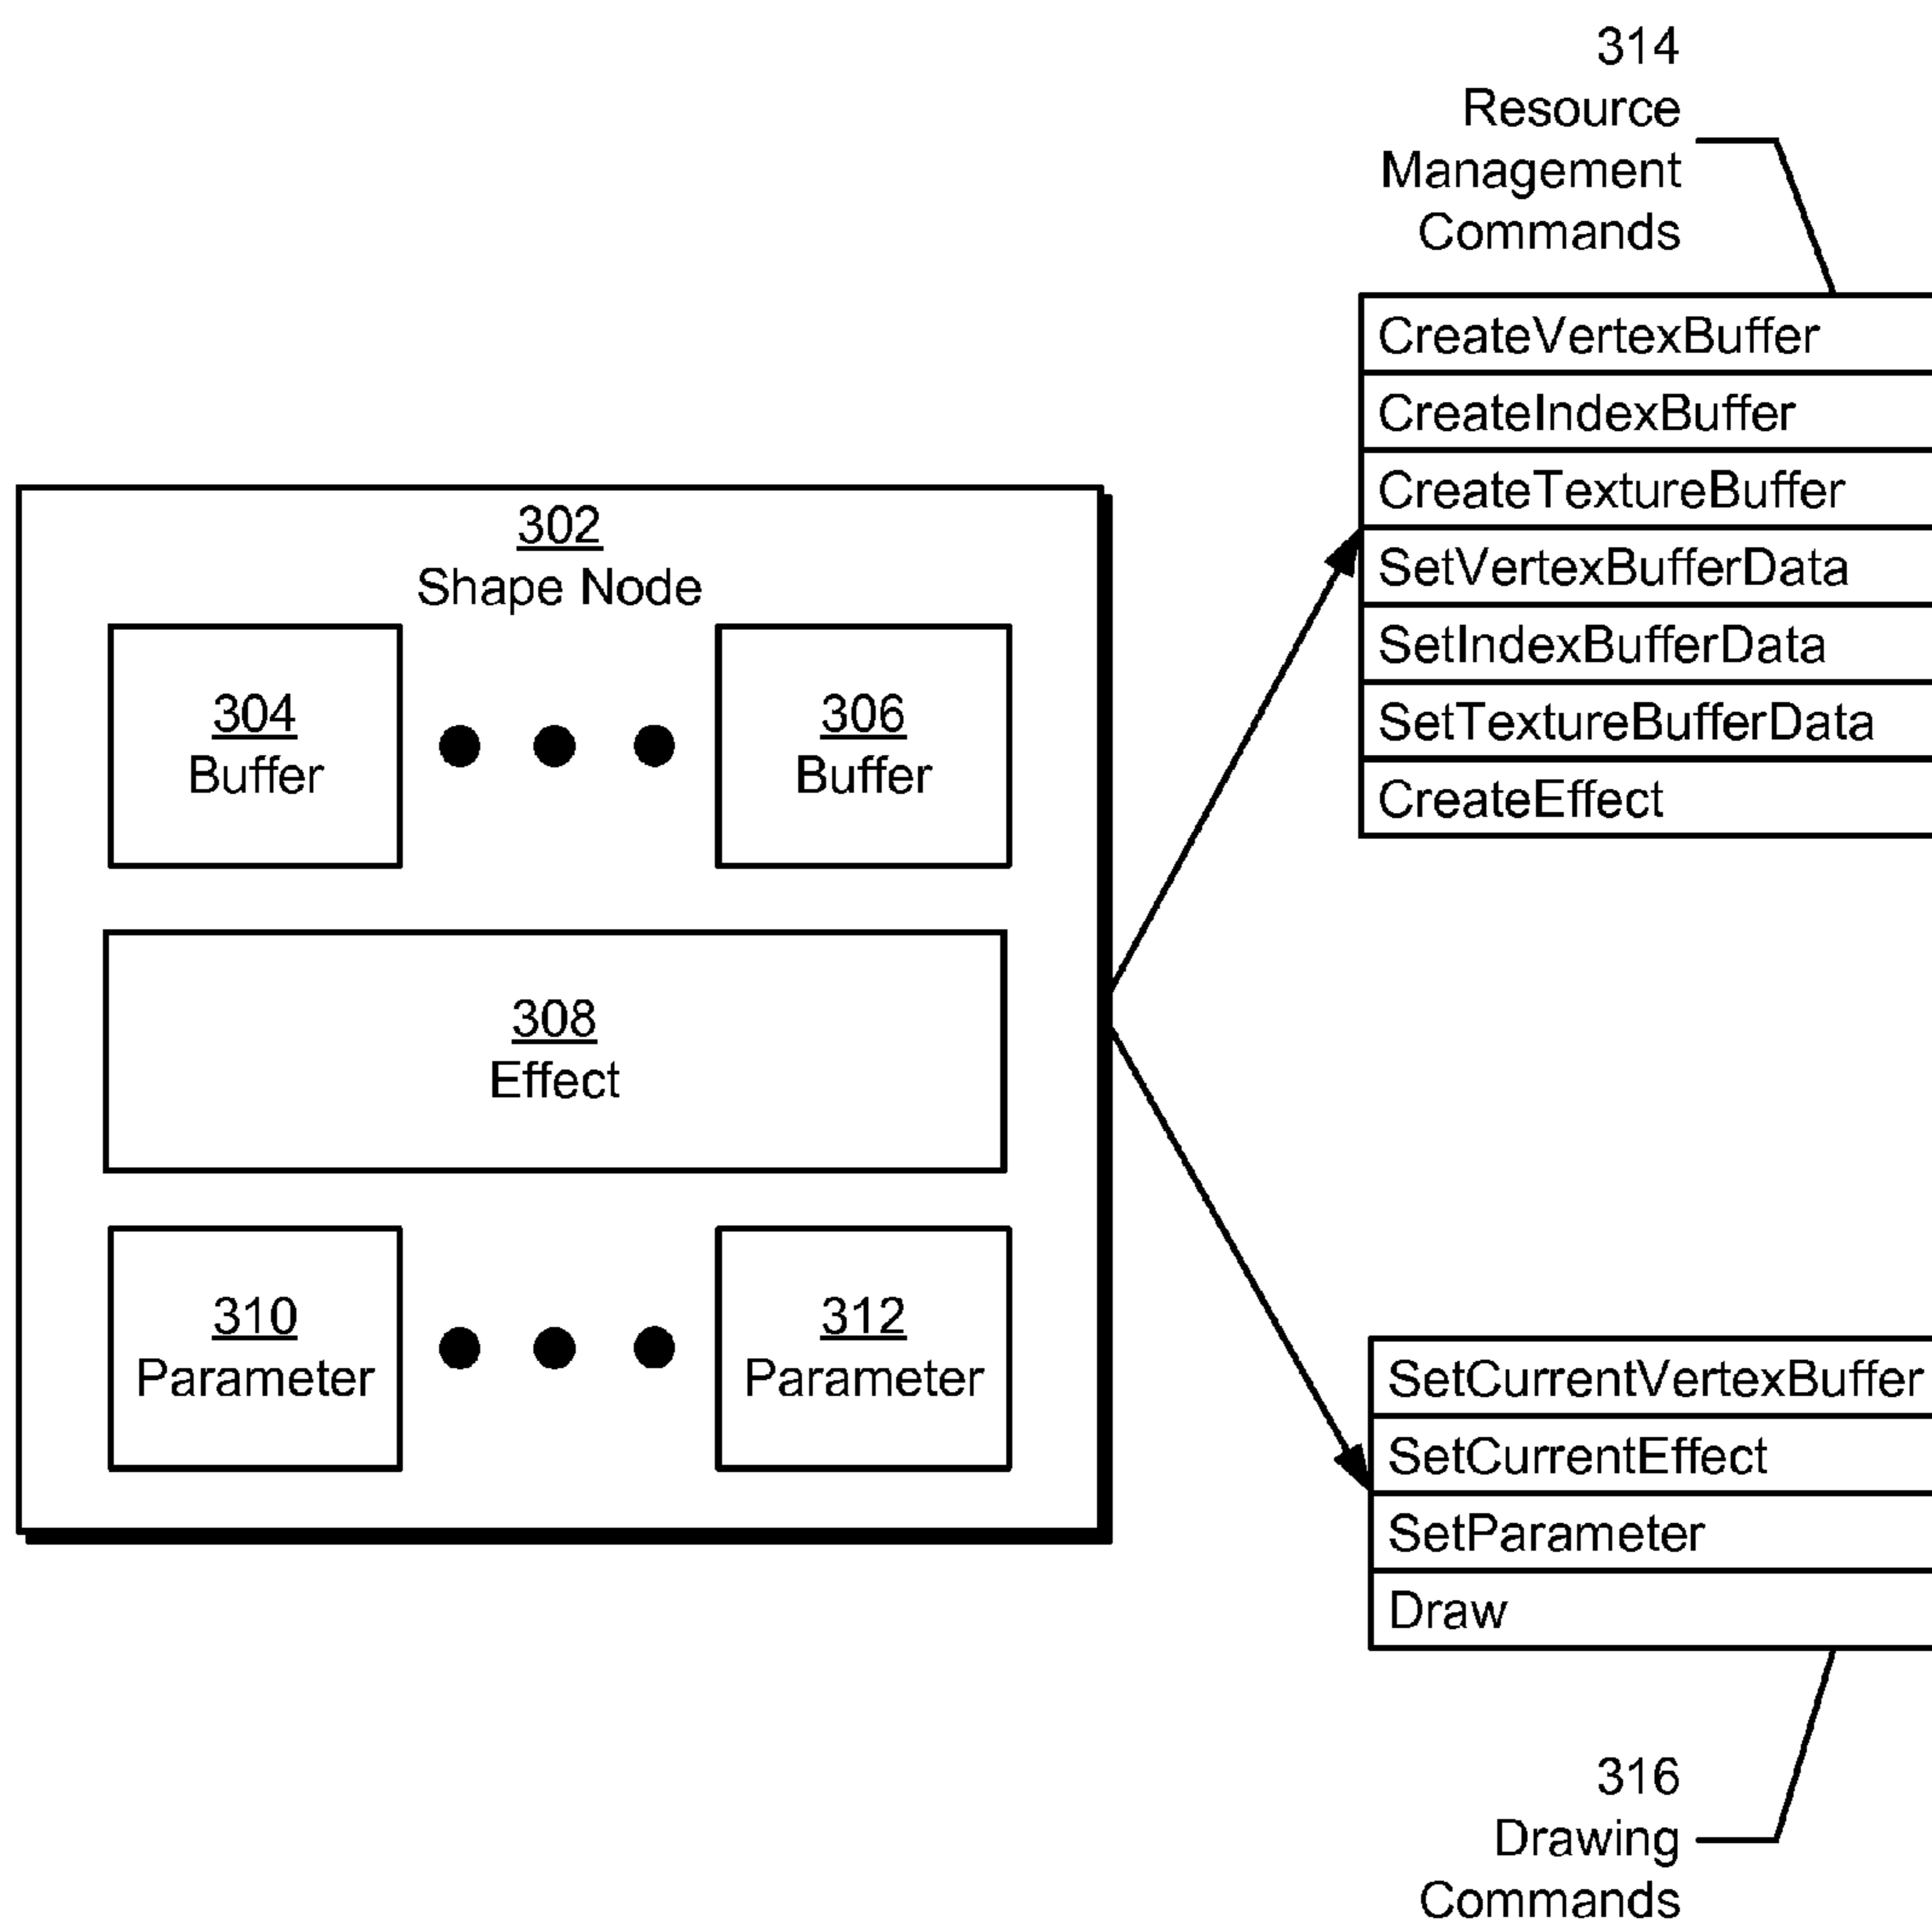 314
Resource
Management
Commands
CreateVertexBuffer
CreateIndexBuffer
CreateTextureBuffer
SetVertexBufferData
SetIndexBufferData
SetTextureBufferData
CreateEffect
302
Shape Node
304
Buffer
306
Buffer
308
Effect
310
Parameter
312
Parameter
SetCurrentVertexBuffer
SetCurrentEffect
SetParameter
Draw
316
Drawing
Commands